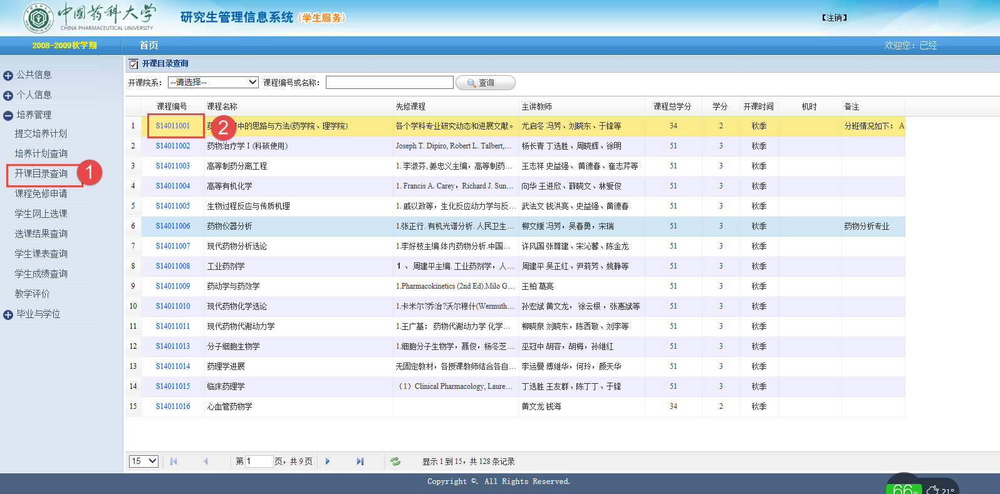 中国药科大学
CHINA PHARMACEUTICAL UNIVERSITY
研究生管理信息系统(学生服务)
【注销】
2008-2009秋学期
首页
欢迎您：已经
公共信息
个人信息
培养管理
提交培养计划
培养计划查询
开课目录查询 1
课程免修申请
学生网上选课
选课结果查询
学生课表查询
学生成绩查询
教学评价
毕业与学位
开课目录查询
开课院系： --请选择-- 课程编号或名称： 查询
课程编号 课程名称 先修课程 主讲教师 课程总学分 学分 开课时间 机时 备注
1 S14011001 2 药 中的思路与方法(药学院、理学院) 各个学科专业研究动态和进展文献。 尤启冬 冯芳、刘晓东、于锋等 34 2 秋季 分班情况如下： A
2 S14011002 药物治疗学 I (科硕使用) Joseph T. Dipiro, Robert L. Talbert,... 杨长青 丁选胜、周晓辉、徐明 51 3 秋季
3 S14011003 高等制药分离工程 1. 李淑芬, 姜忠义主编，高等制药... 王志祥 史益强、 黄德春、崔志芹等 51 3 秋季
4 S14011004 高等有机化学 1. Francis A. Carey，Richard J. Sun... 向华 王进欣、薛晓文、林爱俊 51 3 秋季
5 S14011005 生物过程反应与传质机理 1. 戚以政等，生化反应动力学与反... 武法文 钱洪亮、史益强、黄德春 51 3 秋季
6 S14011006 药物仪器分析 1.张正行. 有机光谱分析. 人民卫生... 柳文媛 冯芳，吴春勇，宋瑞 51 3 秋季 药物分析专业
7 S14011007 现代药物分析选论 1.李好枝主编.体内药物分析.中国... 许风国 张尊建、宋沁馨、陈金龙 51 3 秋季
8 S14011008 工业药剂学 1 、 周建平主编. 工业药剂学，人... 周建平 吴正红、尹莉芳、姚静等 51 3 秋季
9 S14011009 药动学与药效学 1.Pharmacokinetics (2nd Ed).Milo G... 王柏 葛亮 51 3 秋季
10 S14011010 现代药物化学选论 1.卡米尔?乔治?沃尔穆什(Wermuth... 孙宏斌 黄文龙， 徐云根 ，张惠斌等 51 3 秋季
11 S14011011 现代药物代谢动力学 1.王广基： 药物代谢动力学 化学... 柳晓泉 刘晓东，陈西敬、刘李等 51 3 秋季
12 S14011013 分子细胞生物学 1.细胞分子生物学，聂俊，杨冬芝... 巫冠中 胡容，胡梅，孙继红 51 3 秋季
13 S14011014 药理学进展 无固定教材，各授课教师结合各自... 李运曼 傅继华，何玲，颜天华 51 3 秋季
14 S14011015 临床药理学 （1）Clinical Pharmacology, Laure... 丁选胜 王友群、陈丁丁、于锋 51 3 秋季
15 S14011016 心血管药物学 黄文龙 钱海 34 2 秋季
15 第 1 页，共 9 页 显示 1 到 15，共 128 条记录
Copyright ©. All Rights Reserved.
66% 21°